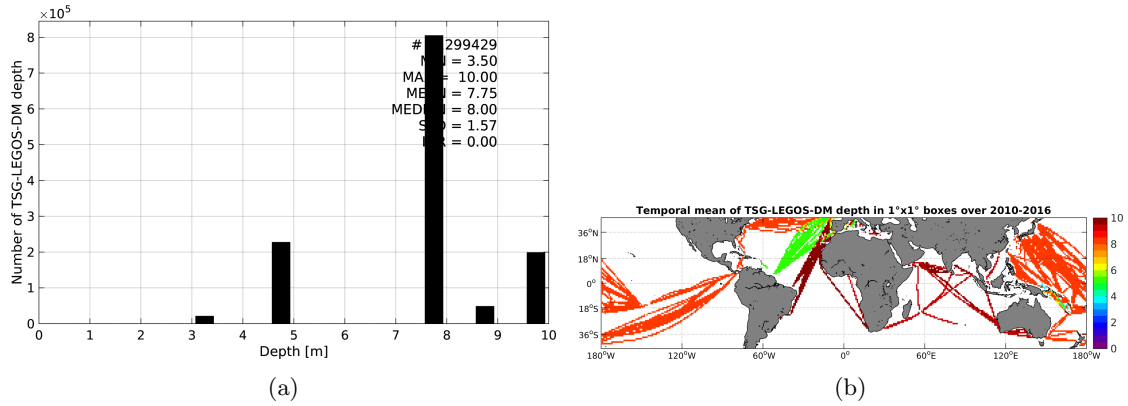 ×10⁵
8
7
6
5
4
3
2
1
0
Number of TSG-LEGOS-DM depth
# 299429
= 3.50
= 10.00
= 7.75
= 8.00
= 1.57
= 0.00
0 1 2 3 4 5 6 7 8 9 10
Depth [m]
(a)
Temporal mean of TSG-LEGOS-DM depth in 1°x1° boxes over 2010-2016
36°N
18°N
0°
18°S
36°S
180°W 120°W 60°W 0° 60°E 120°E 180°W
10
8
6
4
2
0
(b)